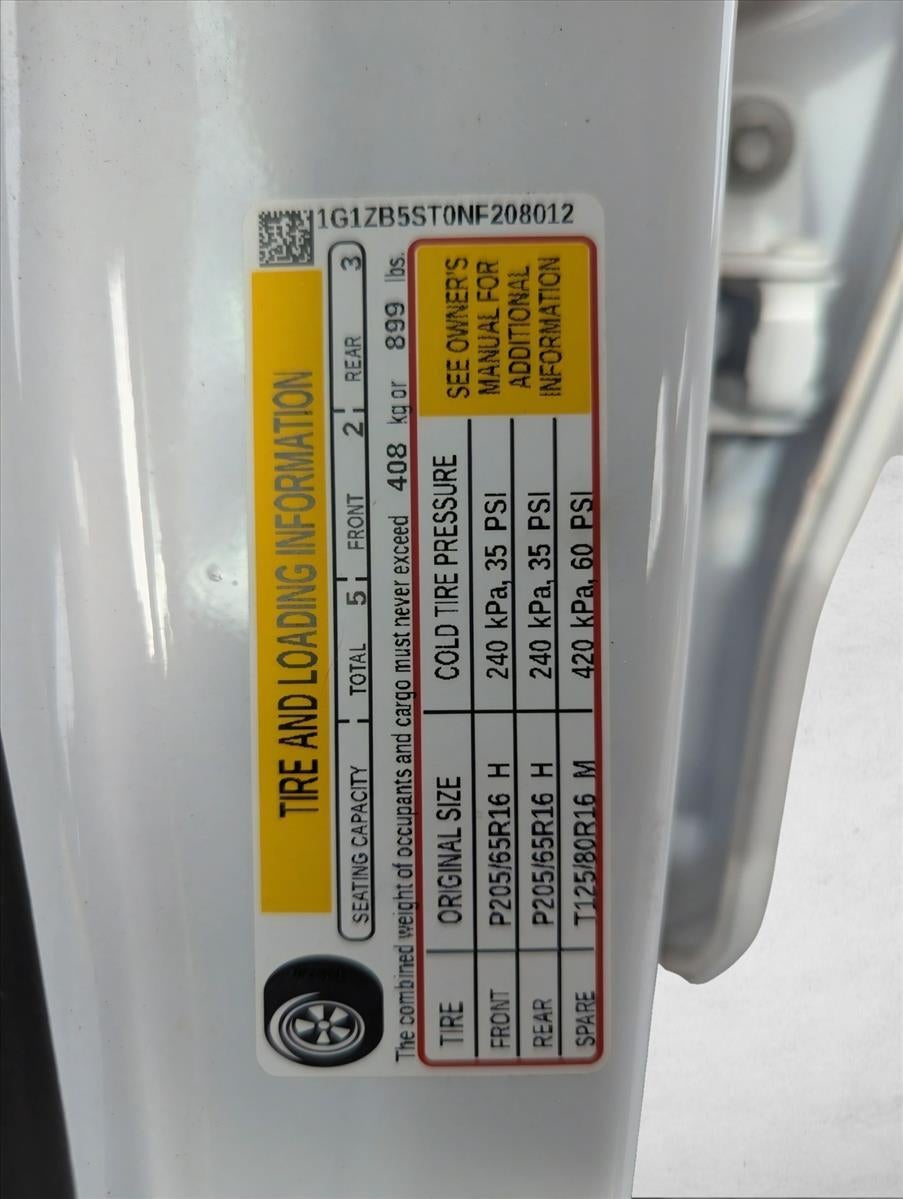 1G1ZB5ST0NF208012
TIRE AND LOADING INFORMATION
SEATING CAPACITY TOTAL 5 FRONT 2 REAR 3
The combined weight of occupants and cargo must never exceed 408 kg or 899 lbs.
TIRE ORIGINAL SIZE COLD TIRE PRESSURE
FRONT P205/65R16 H 240 kPa, 35 PSI
REAR P205/65R16 H 240 kPa, 35 PSI
SPARE T125/80R16 M 420 kPa, 60 PSI
SEE OWNER'S
MANUAL FOR
ADDITIONAL
INFORMATION